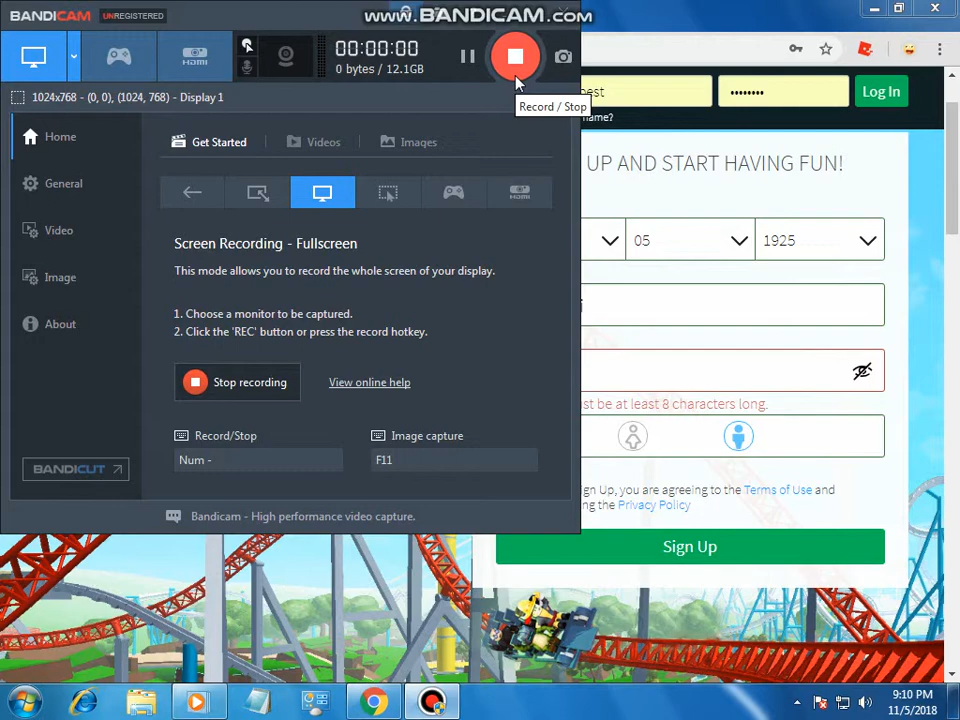 BANDICAM UNREGISTERED
www.BANDICAM.com
HDMI
00:00:00
0 bytes / 12.1GB
Record / Stop
1024x768 - (0, 0), (1024, 768) - Display 1
Home
General
Video
Image
About
BANDICUT
Get Started
Videos
Images
HDMI
Screen Recording - Fullscreen
This mode allows you to record the whole screen of your display.
1. Choose a monitor to be captured.
2. Click the 'REC' button or press the record hotkey.
Stop recording
View online help
Record/Stop
Num -
Image capture
F11
Bandicam - High performance video capture.
est
••••••••
Log In
name?
UP AND START HAVING FUN!
05
1925
st be at least 8 characters long.
gn Up, you are agreeing to the Terms of Use and
ng the Privacy Policy
Sign Up
9:10 PM
11/5/2018